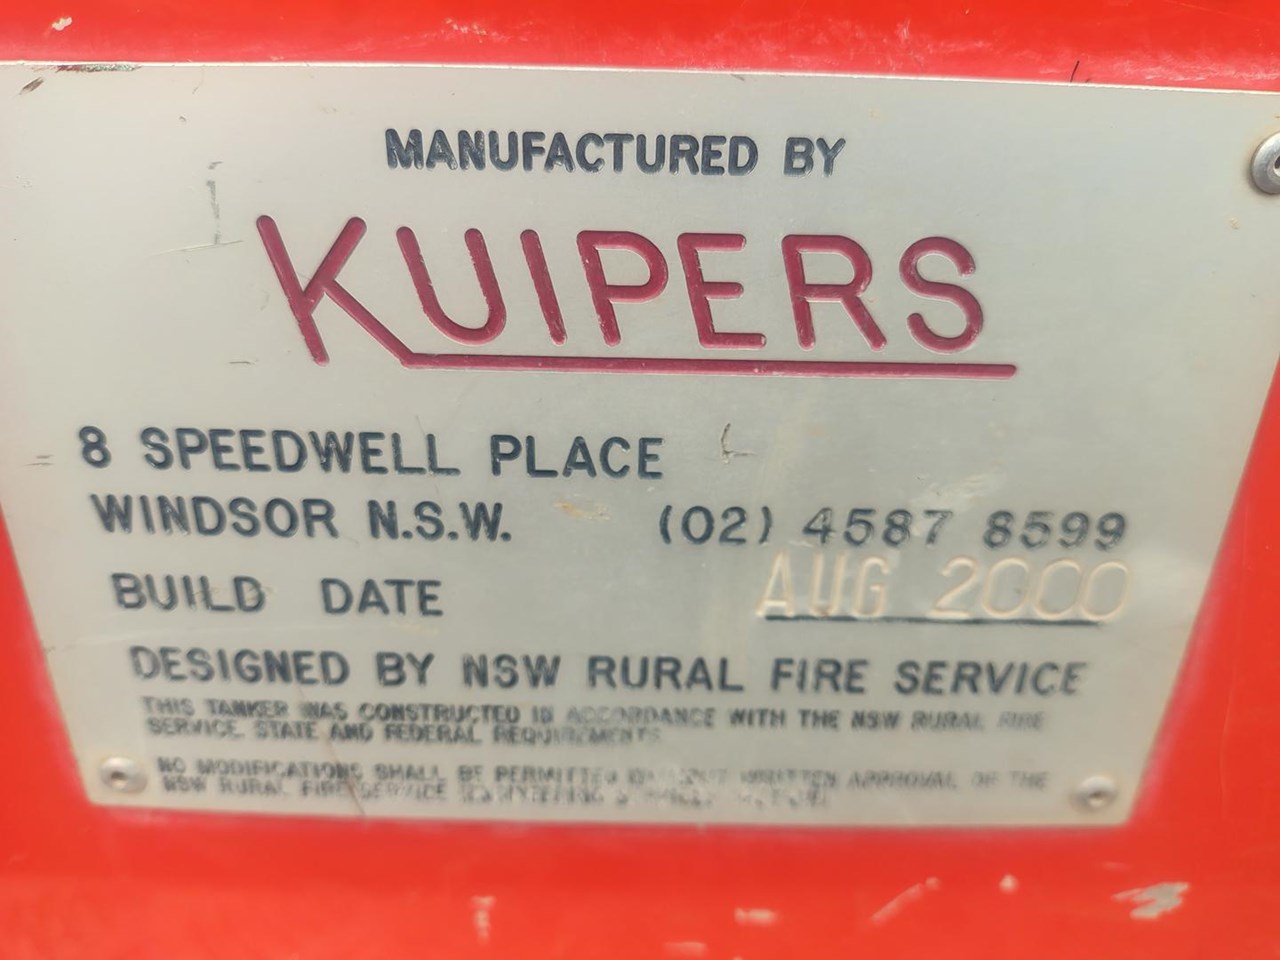 MANUFACTURED BY
KUIPERS
8 SPEEDWELL PLACE
WINDSOR N.S.W. (02) 4587 8599
BUILD DATE AUG 2000
DESIGNED BY NSW RURAL FIRE SERVICE
THIS TANKER WAS CONSTRUCTED IN ACCORDANCE WITH THE NSW RURAL FIRE
SERVICE STATE AND FEDERAL REQUIREMENTS
NO MODIFICATIONS SHALL BE PERMITTED WITHOUT WRITTEN APPROVAL OF THE
NSW RURAL FIRE SERVICE